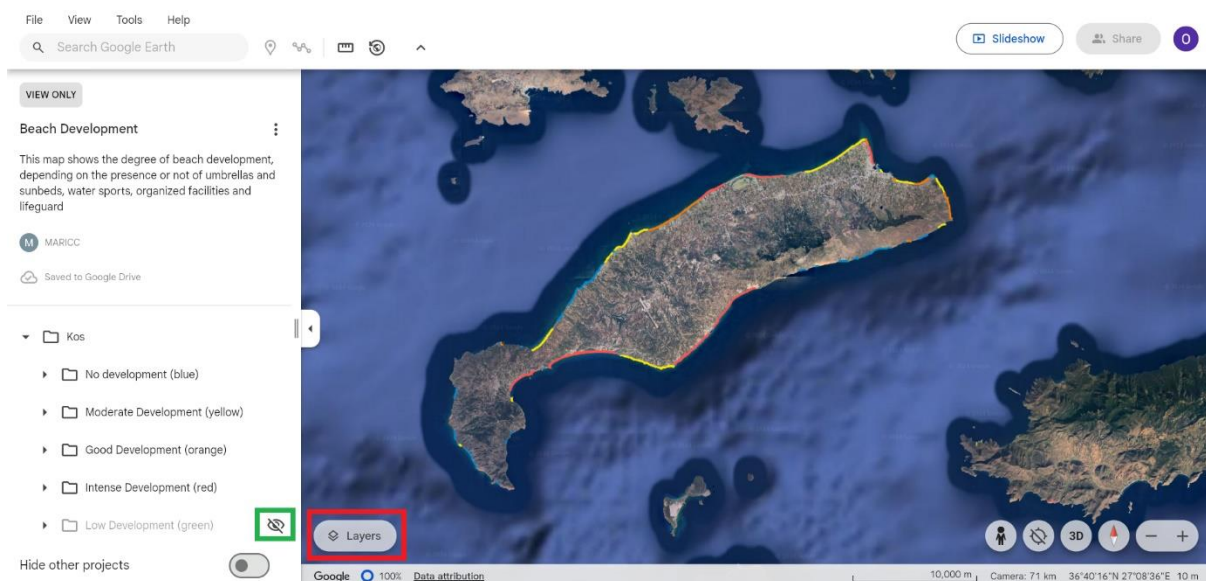 File View Tools Help
Search Google Earth
Slideshow
Share
O
VIEW ONLY
Beach Development
This map shows the degree of beach development,
depending on the presence or not of umbrellas and
sunbeds, water sports, organized facilities and
lifeguard
M MARICC
Saved to Google Drive
Kos
No development (blue)
Moderate Development (yellow)
Good Development (orange)
Intense Development (red)
Low Development (green)
Hide other projects
Layers
3D
Google 100% Data attribution
10,000 m Camera: 71 km 36°40'16"N 27°08'36"E 10 m